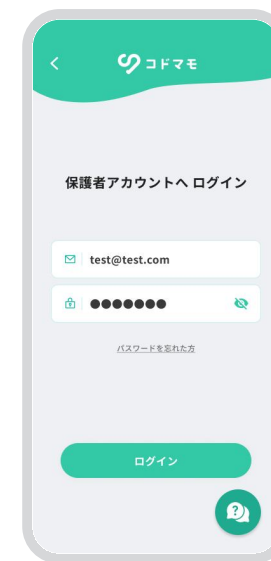 コドマモ
保護者アカウントへ ログイン
test@test.com
●●●●●●●
パスワードを忘れた方
ログイン
?